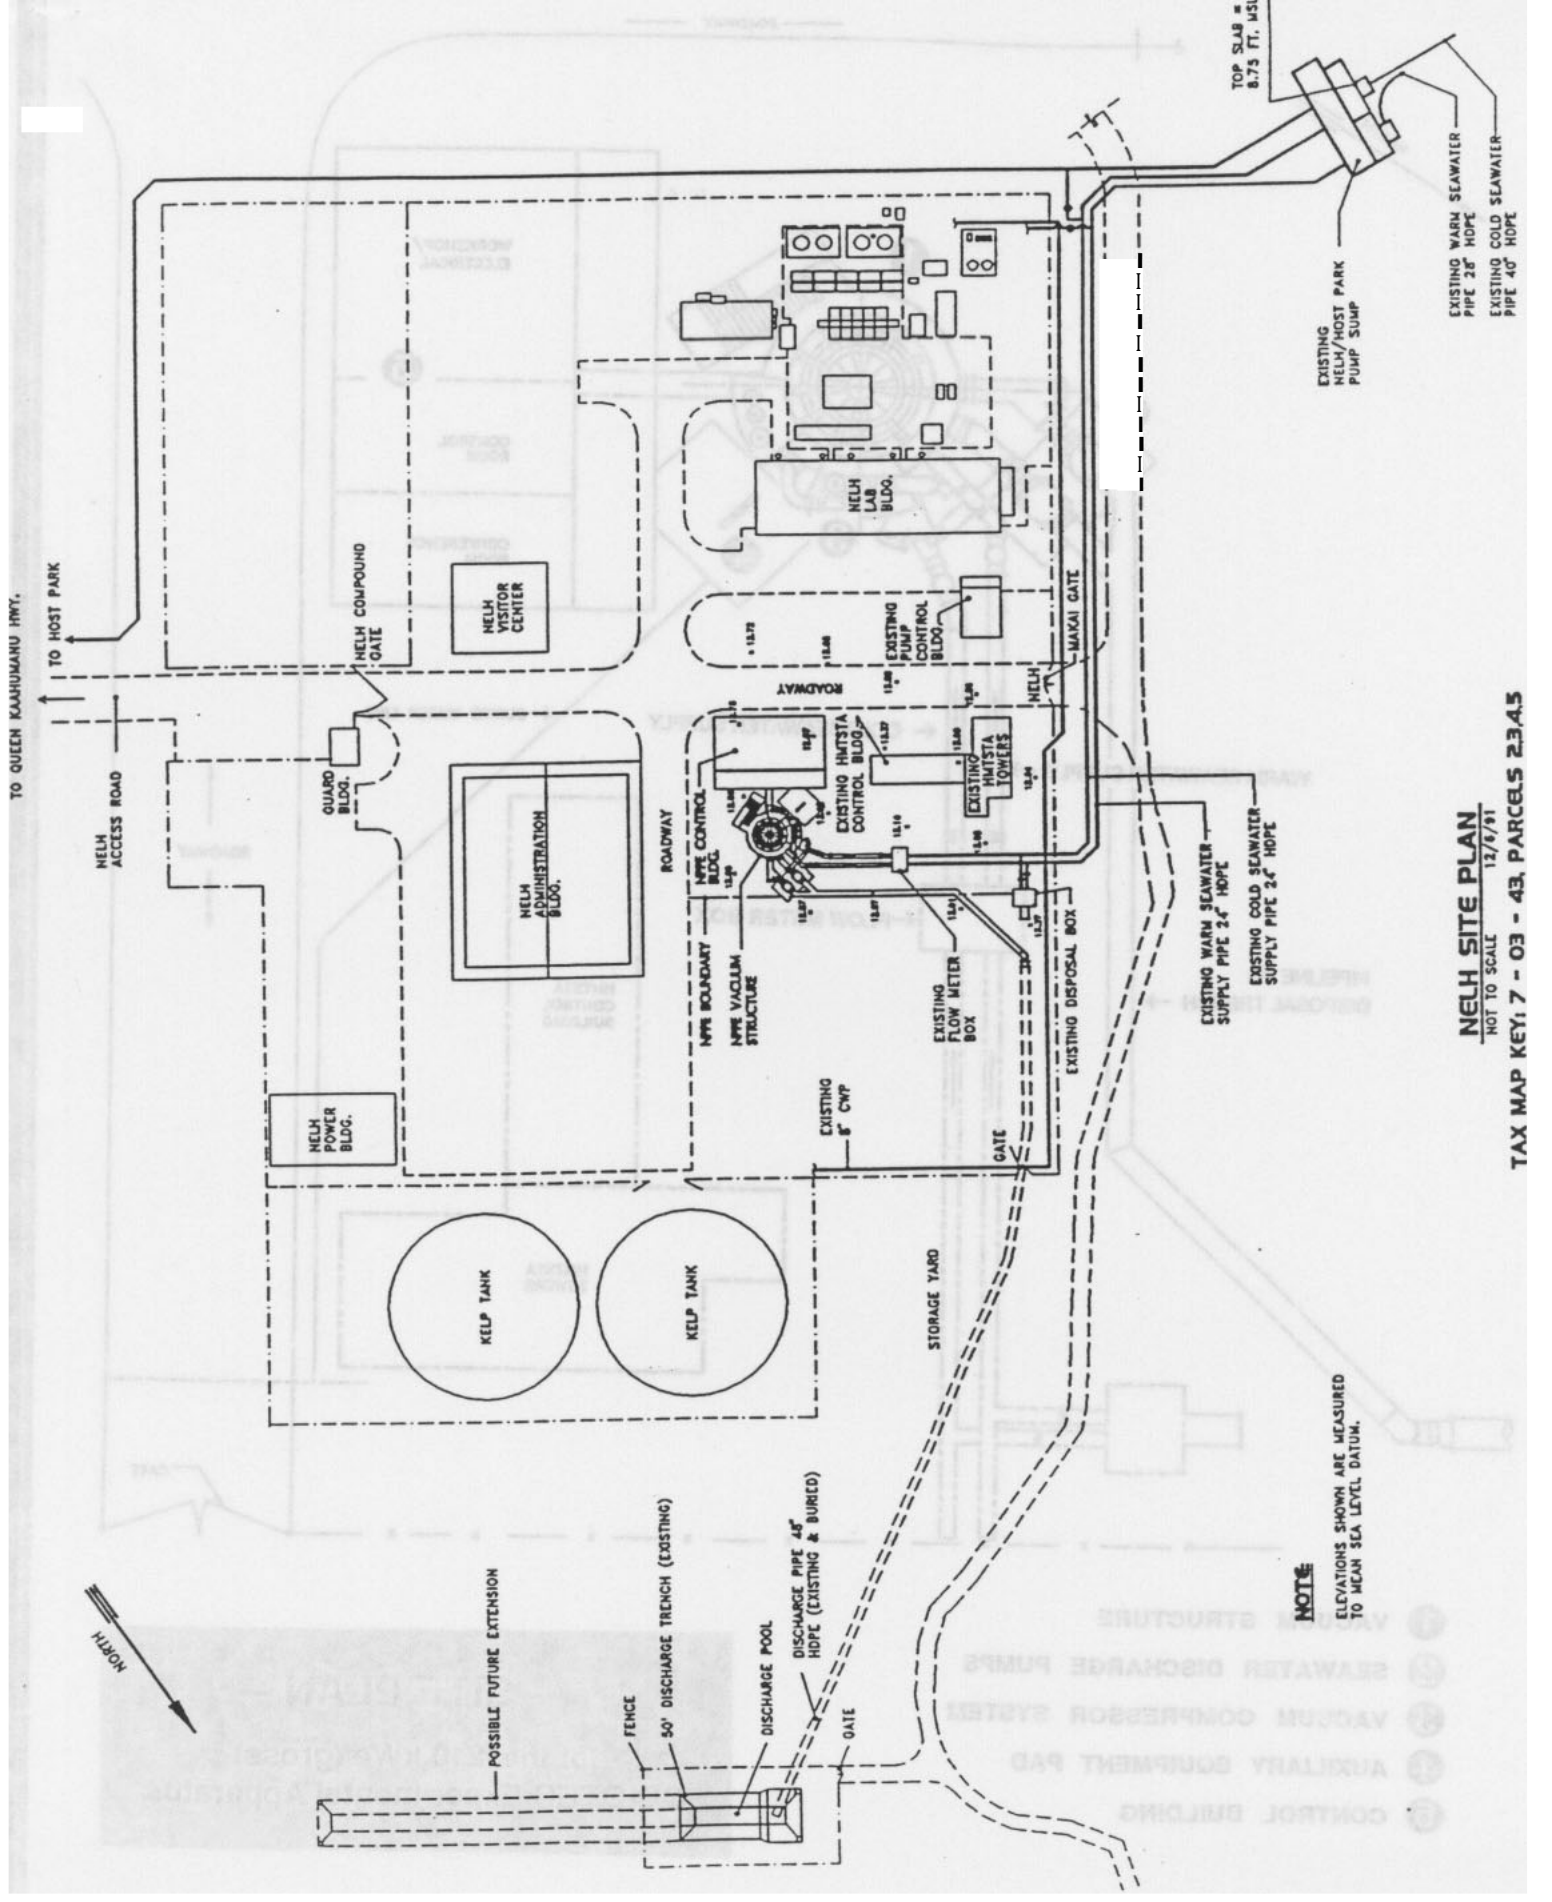 TO QUEEN KAAHUMANU HWY.
TO HOST PARK
NELH
ACCESS ROAD
NELH COMPOUND
GATE
GUARD
BLDG.
NELH
VISITOR
CENTER
NELH
ADMINISTRATION
BLDG.
NELH
POWER
BLDG.
KELP TANK
KELP TANK
ROADWAY
ROADWAY
NPPE CONTROL
BLDG.
NPPE BOUNDARY
NPPE VACUUM
STRUCTURE
EXISTING HMTSTA
CONTROL BLDG.
EXISTING
HMTSTA
TOWERS
EXISTING
PUMP
CONTROL
BLDG.
NELH
LAB
BLDG.
NELH
MAKAI GATE
EXISTING
FLOW METER
BOX
EXISTING DISPOSAL BOX
EXISTING
8" CWP
GATE
STORAGE YARD
EXISTING WARM SEAWATER
SUPPLY PIPE 24" HDPE
EXISTING COLD SEAWATER
SUPPLY PIPE 24" HDPE
TOP SLAB =
8.75 FT. MSL
EXISTING
NELH/HOST PARK
PUMP SUMP
EXISTING WARM SEAWATER
PIPE 28" HDPE
EXISTING COLD SEAWATER
PIPE 40" HDPE
NORTH
POSSIBLE FUTURE EXTENSION
FENCE
50' DISCHARGE TRENCH (EXISTING)
DISCHARGE POOL
DISCHARGE PIPE 48"
HDPE (EXISTING & BURIED)
GATE
NOTE:
ELEVATIONS SHOWN ARE MEASURED
TO MEAN SEA LEVEL DATUM.
NELH SITE PLAN
NOT TO SCALE 12/6/91
TAX MAP KEY: 7 - 03 - 43, PARCELS 2,3,4,5